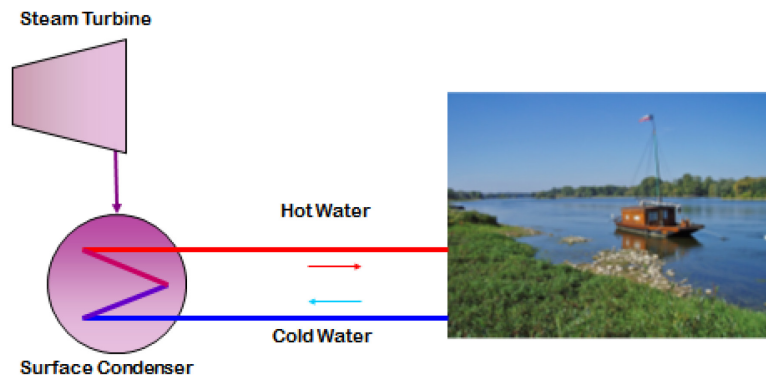 Steam Turbine
Hot Water
Cold Water
Surface Condenser